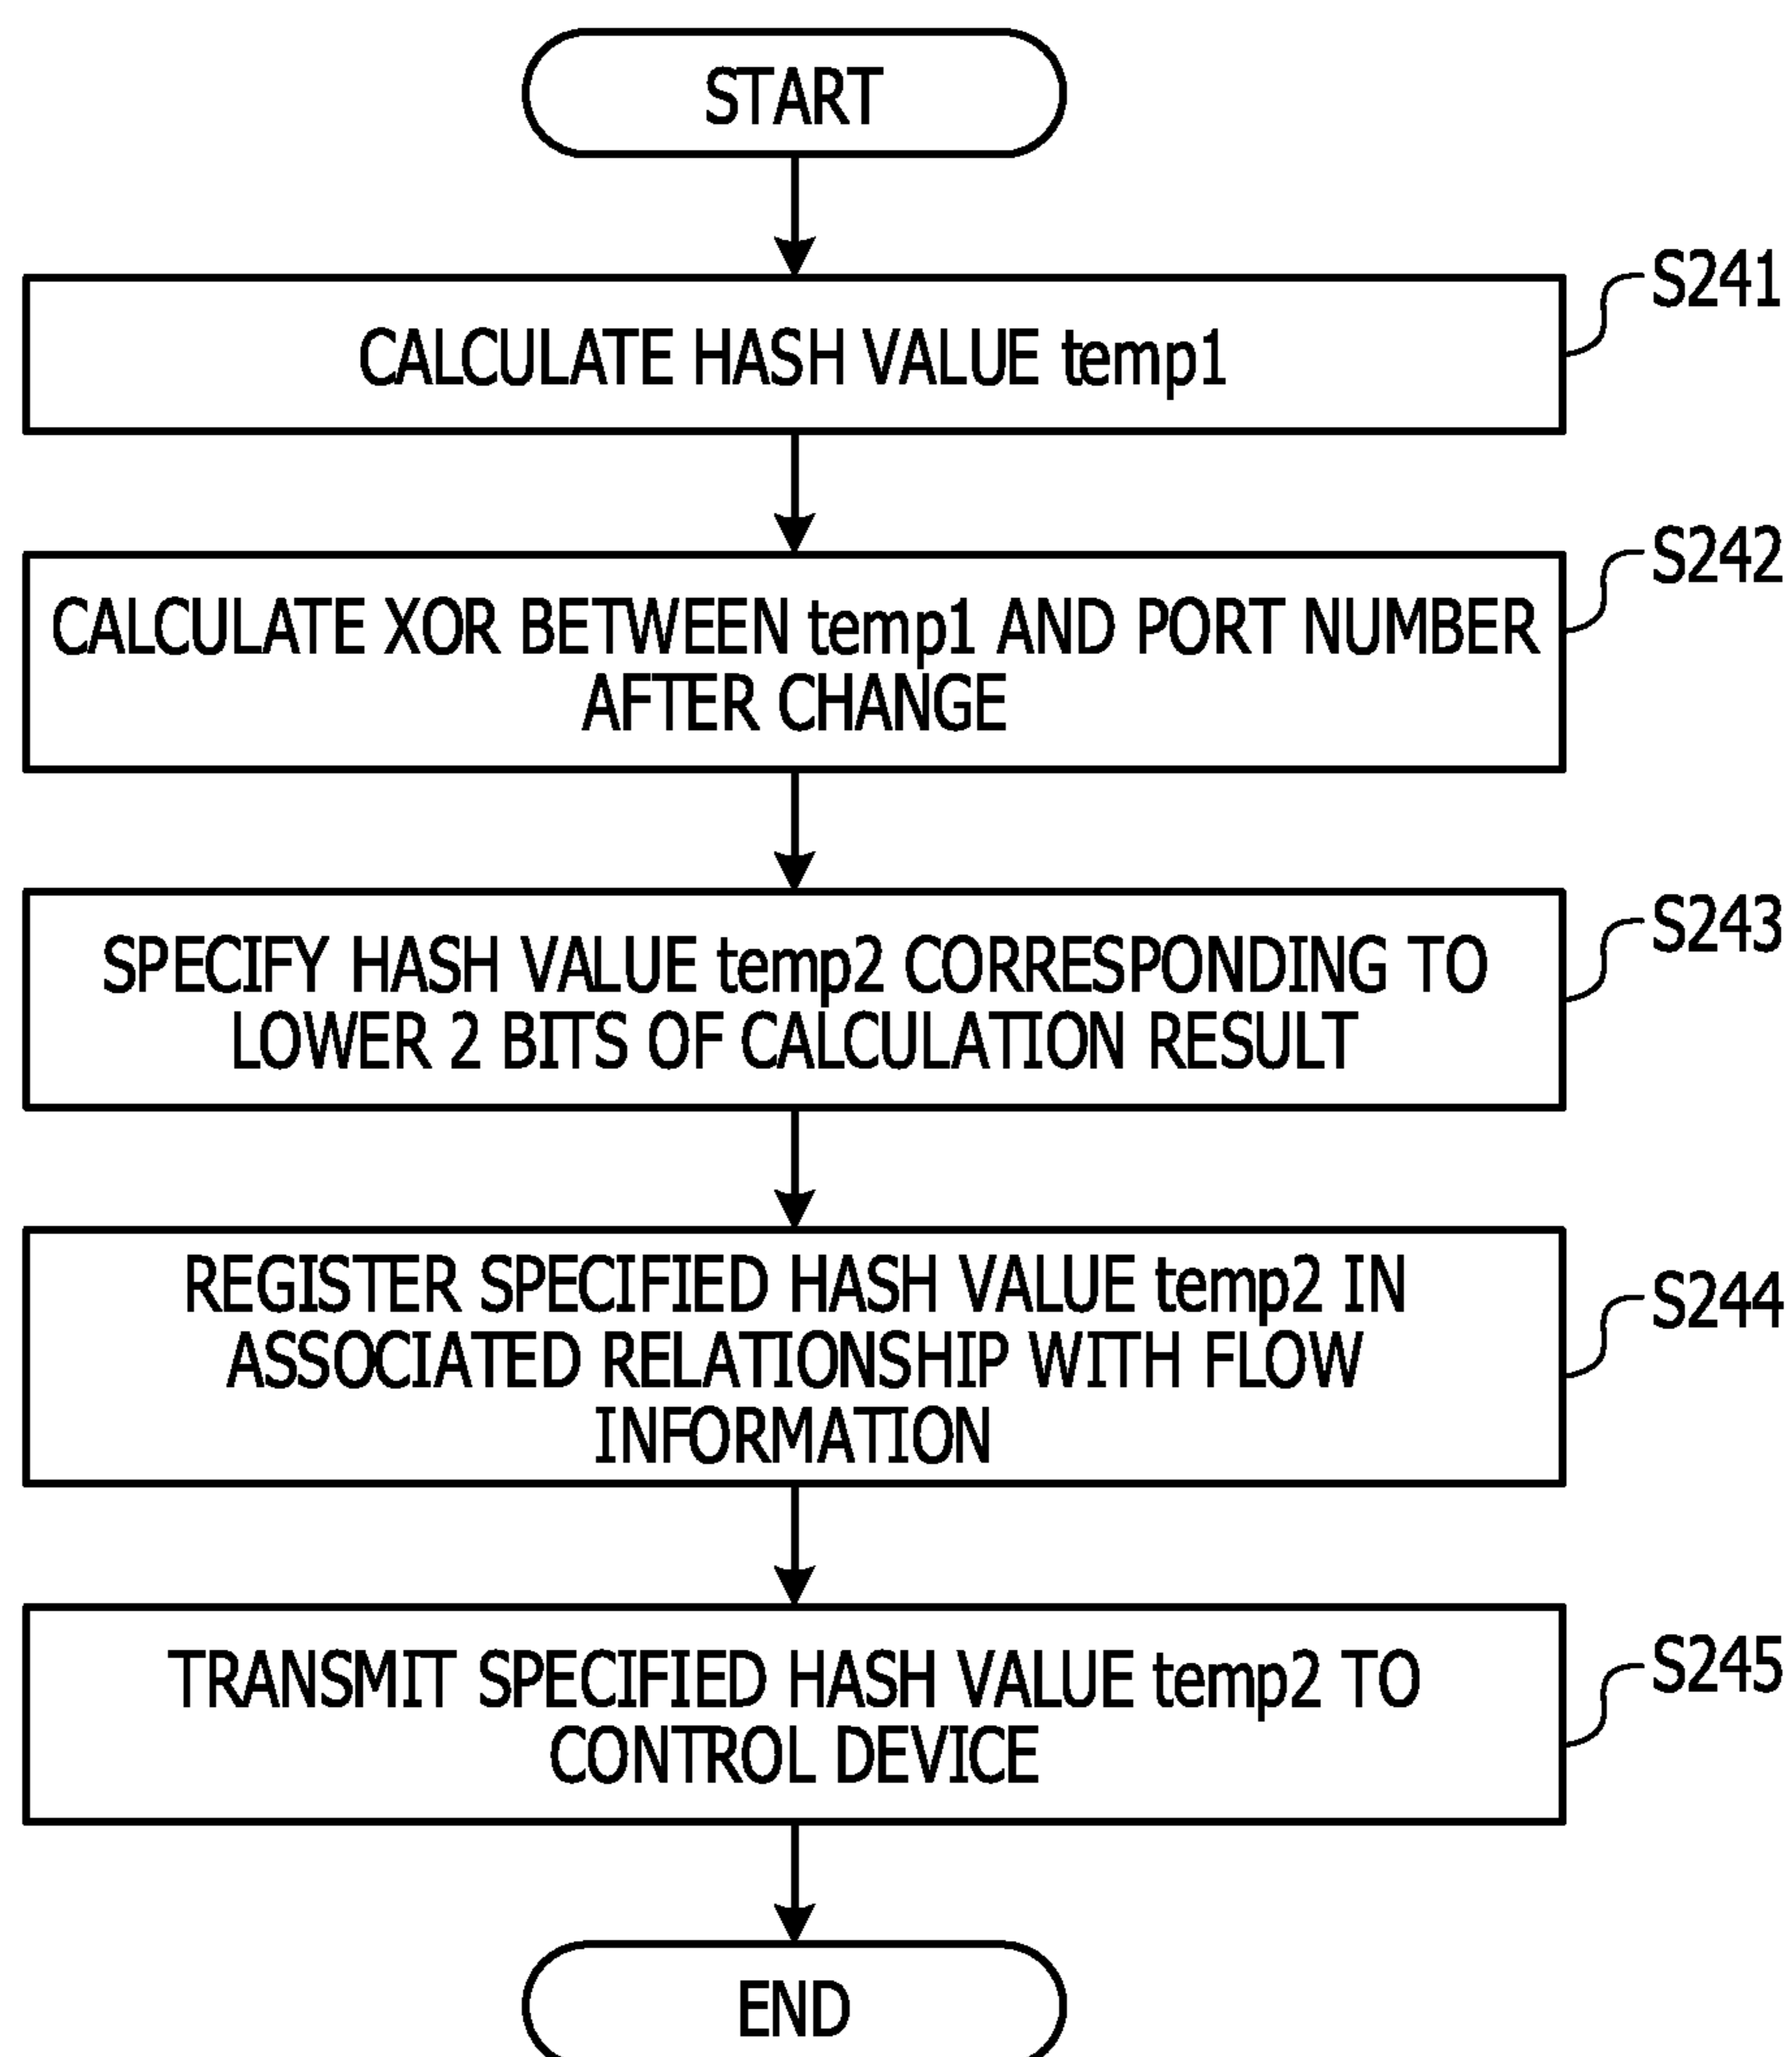 START
S241
CALCULATE HASH VALUE temp1
S242
CALCULATE XOR BETWEEN temp1 AND PORT NUMBER
AFTER CHANGE
S243
SPECIFY HASH VALUE temp2 CORRESPONDING TO
LOWER 2 BITS OF CALCULATION RESULT
S244
REGISTER SPECIFIED HASH VALUE temp2 IN
ASSOCIATED RELATIONSHIP WITH FLOW
INFORMATION
S245
TRANSMIT SPECIFIED HASH VALUE temp2 TO
CONTROL DEVICE
END